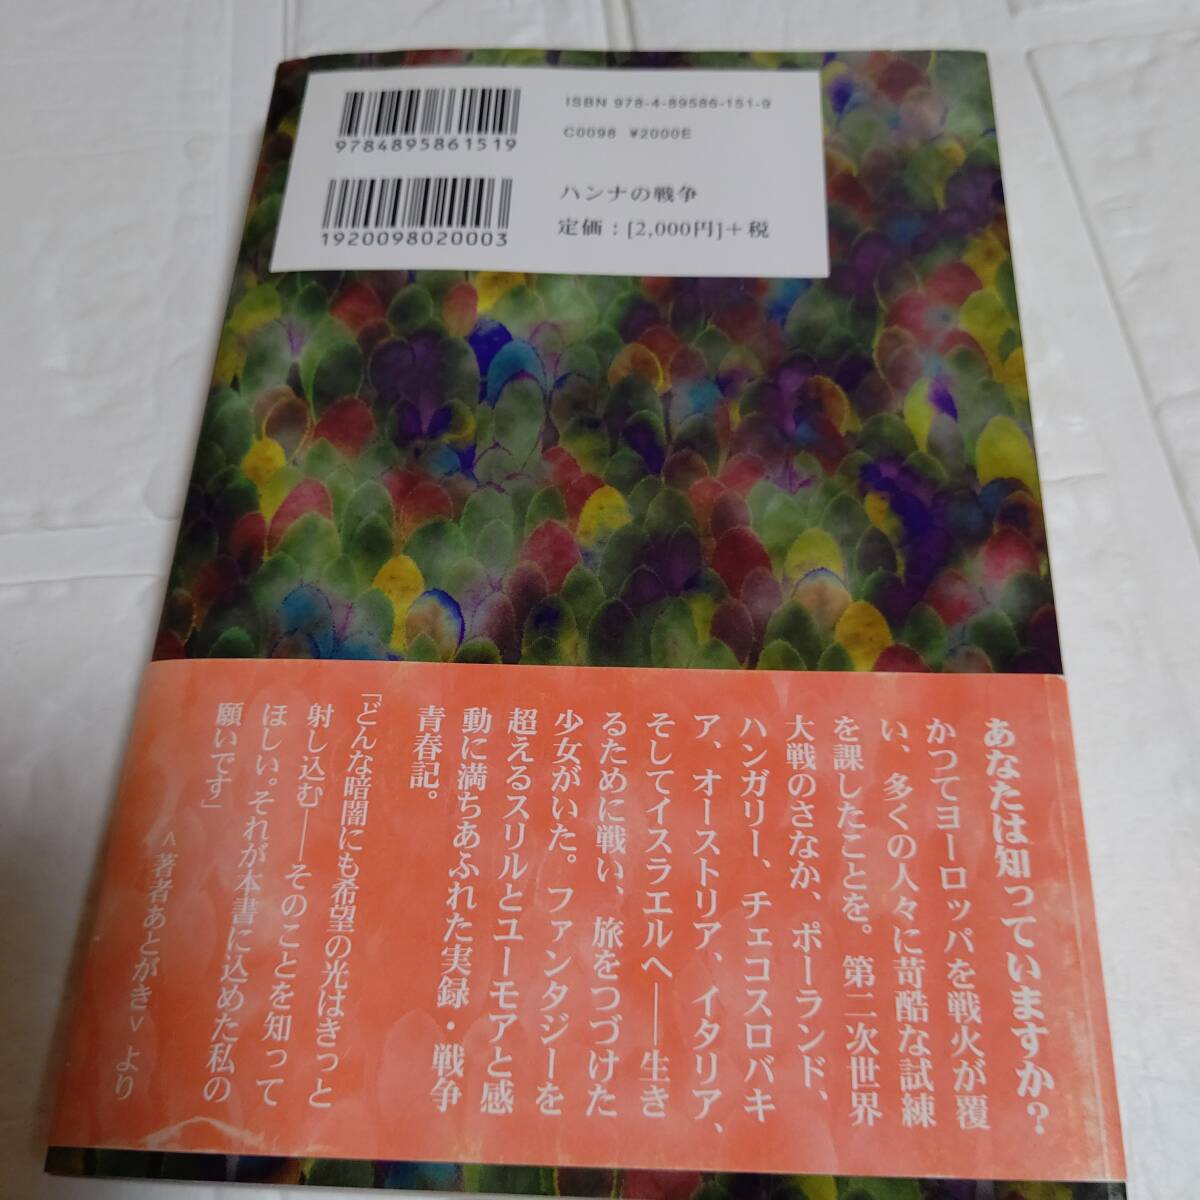 9784895861519
ISBN 978-4-89586-151-9
C0098 ¥2000E
1920098020003
ハンナの戦争
定価：[2,000円]＋税
あなたは知っていますか？
かつてヨーロッパを戦火が覆
い、多くの人々に苛酷な試練
を課したことを。第二次世界
大戦のさなか、ポーランド、
ハンガリー、チェコスロバキ
ア、オーストリア、イタリア、
そしてイスラエルへ――生き
るために戦い、旅をつづけた
少女がいた。ファンタジーを
超えるスリルとユーモアと感
動に満ちあふれた実録・戦争
青春記。
「どんな暗闇にも希望の光はきっと
射し込む――そのことを知って
ほしい。それが本書に込めた私の
願いです」
＜著者あとがき＞より